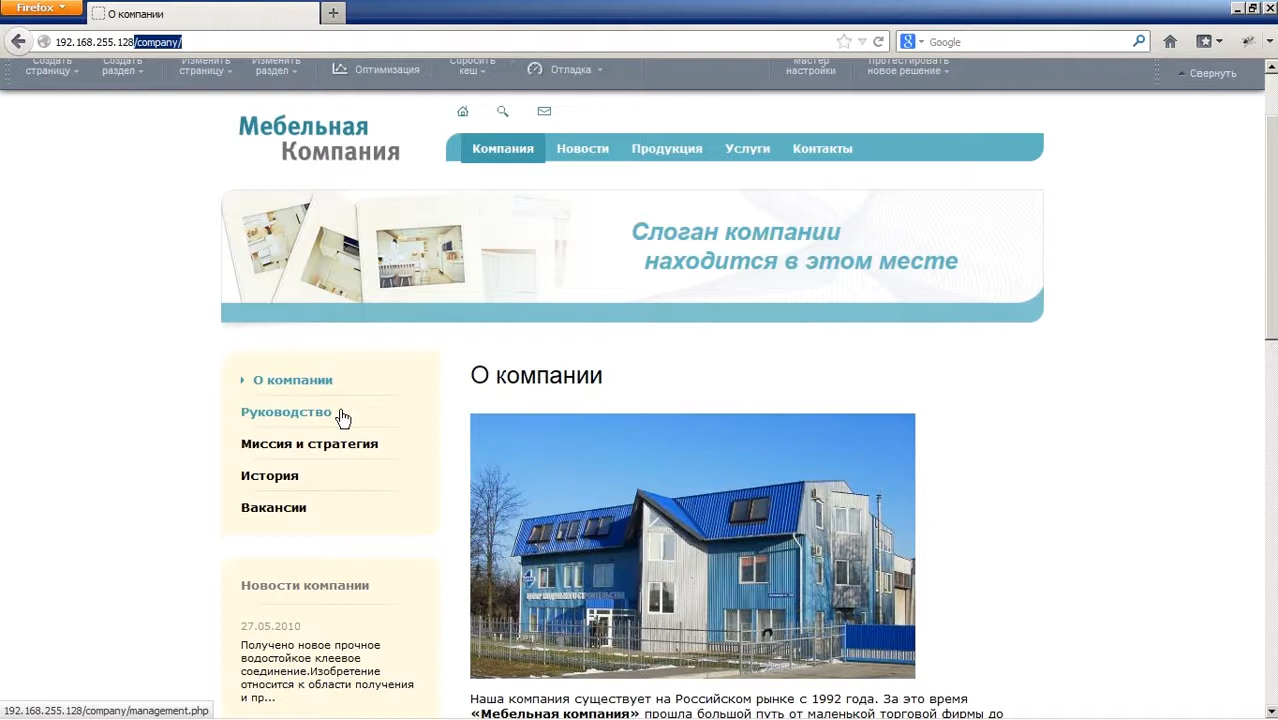 Firefox
О компании
192.168.255.128/company/
Google
Создать страницу
Создать раздел
Изменить страницу
Изменить раздел
Оптимизация
Сбросить кеш
Отладка
Мастер настройки
Протестировать новое решение
Свернуть
Мебельная
Компания
Компания Новости Продукция Услуги Контакты
Слоган компании
находится в этом месте
О компании
Руководство
Миссия и стратегия
История
Вакансии
О компании
Новости компании
27.05.2010
Получено новое прочное
водостойкое клеевое
соединение.Изобретение
относится к области получения
и пр...
Наша компания существует на Российском рынке с 1992 года. За это время
«Мебельная компания» прошла большой путь от маленькой торговой фирмы до
192.168.255.128/company/management.php